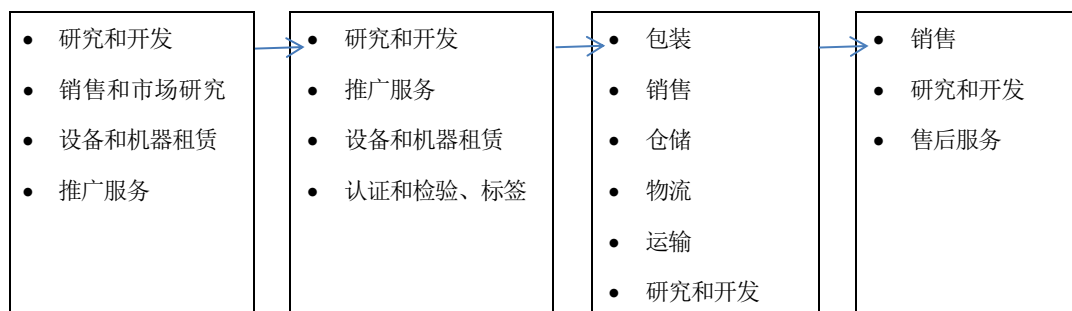 研究和开发
销售和市场研究
设备和机器租赁
推广服务
研究和开发
推广服务
设备和机器租赁
认证和检验、标签
包装
销售
仓储
物流
运输
研究和开发
销售
研究和开发
售后服务